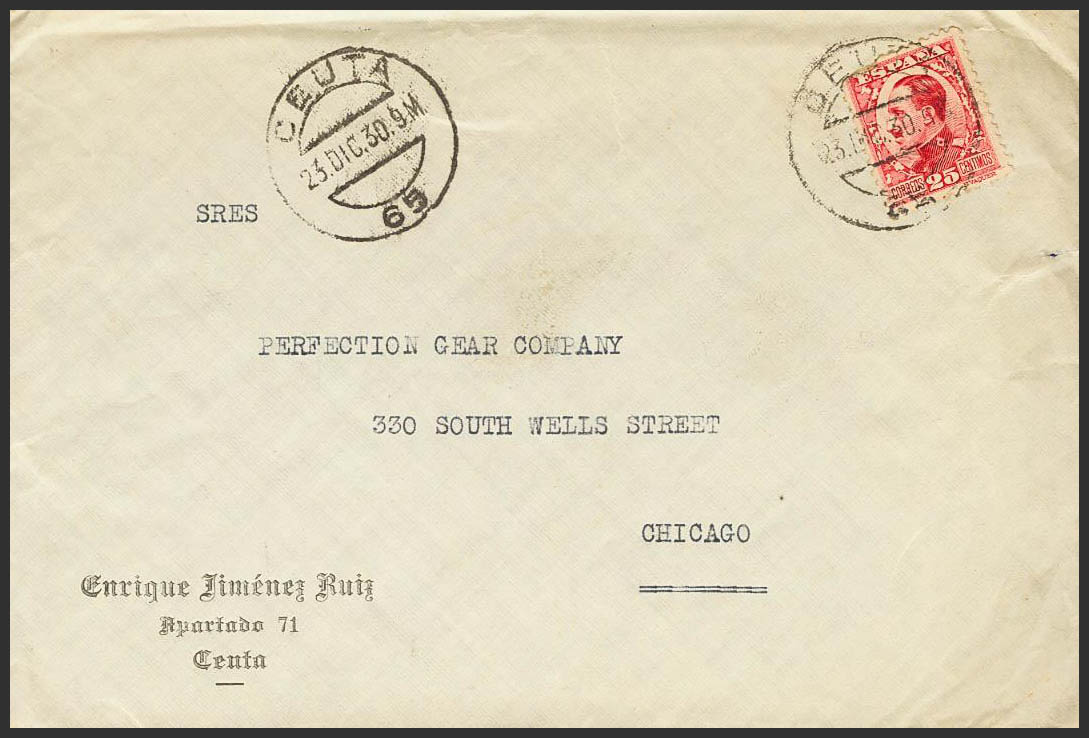 CEUTA
23.DIC.30.9M
65
ESPAÑA
CORREOS 25 CENTIMOS
SRES
PERFECTION GEAR COMPANY
330 SOUTH WELLS STREET
CHICAGO
Enrique Jiménez Ruiz
Apartado 71
Ceuta